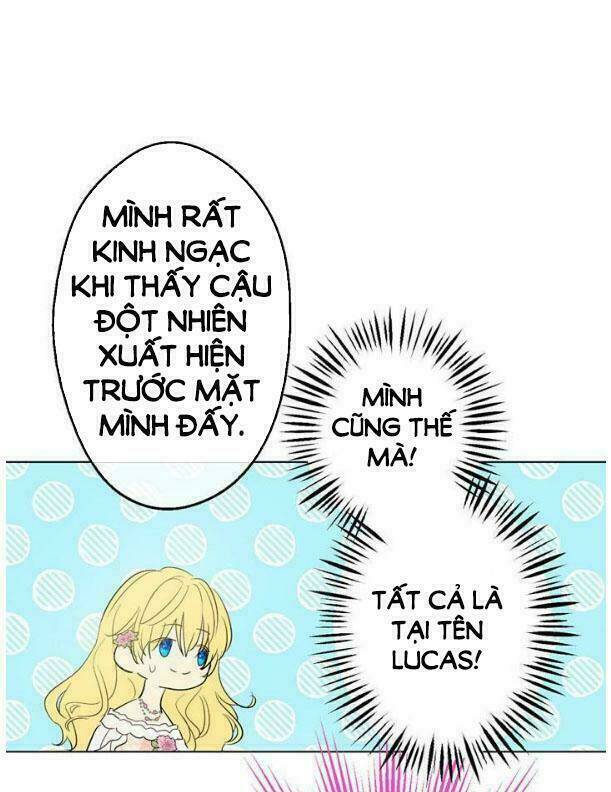 MÌNH RẤT
KINH NGẠC
KHI THẤY CẬU
ĐỘT NHIÊN
XUẤT HIỆN
TRƯỚC MẶT
MÌNH ĐẤY.
MÌNH
CŨNG THẾ
MÀ!
TẤT CẢ LÀ
TẠI TÊN
LUCAS!